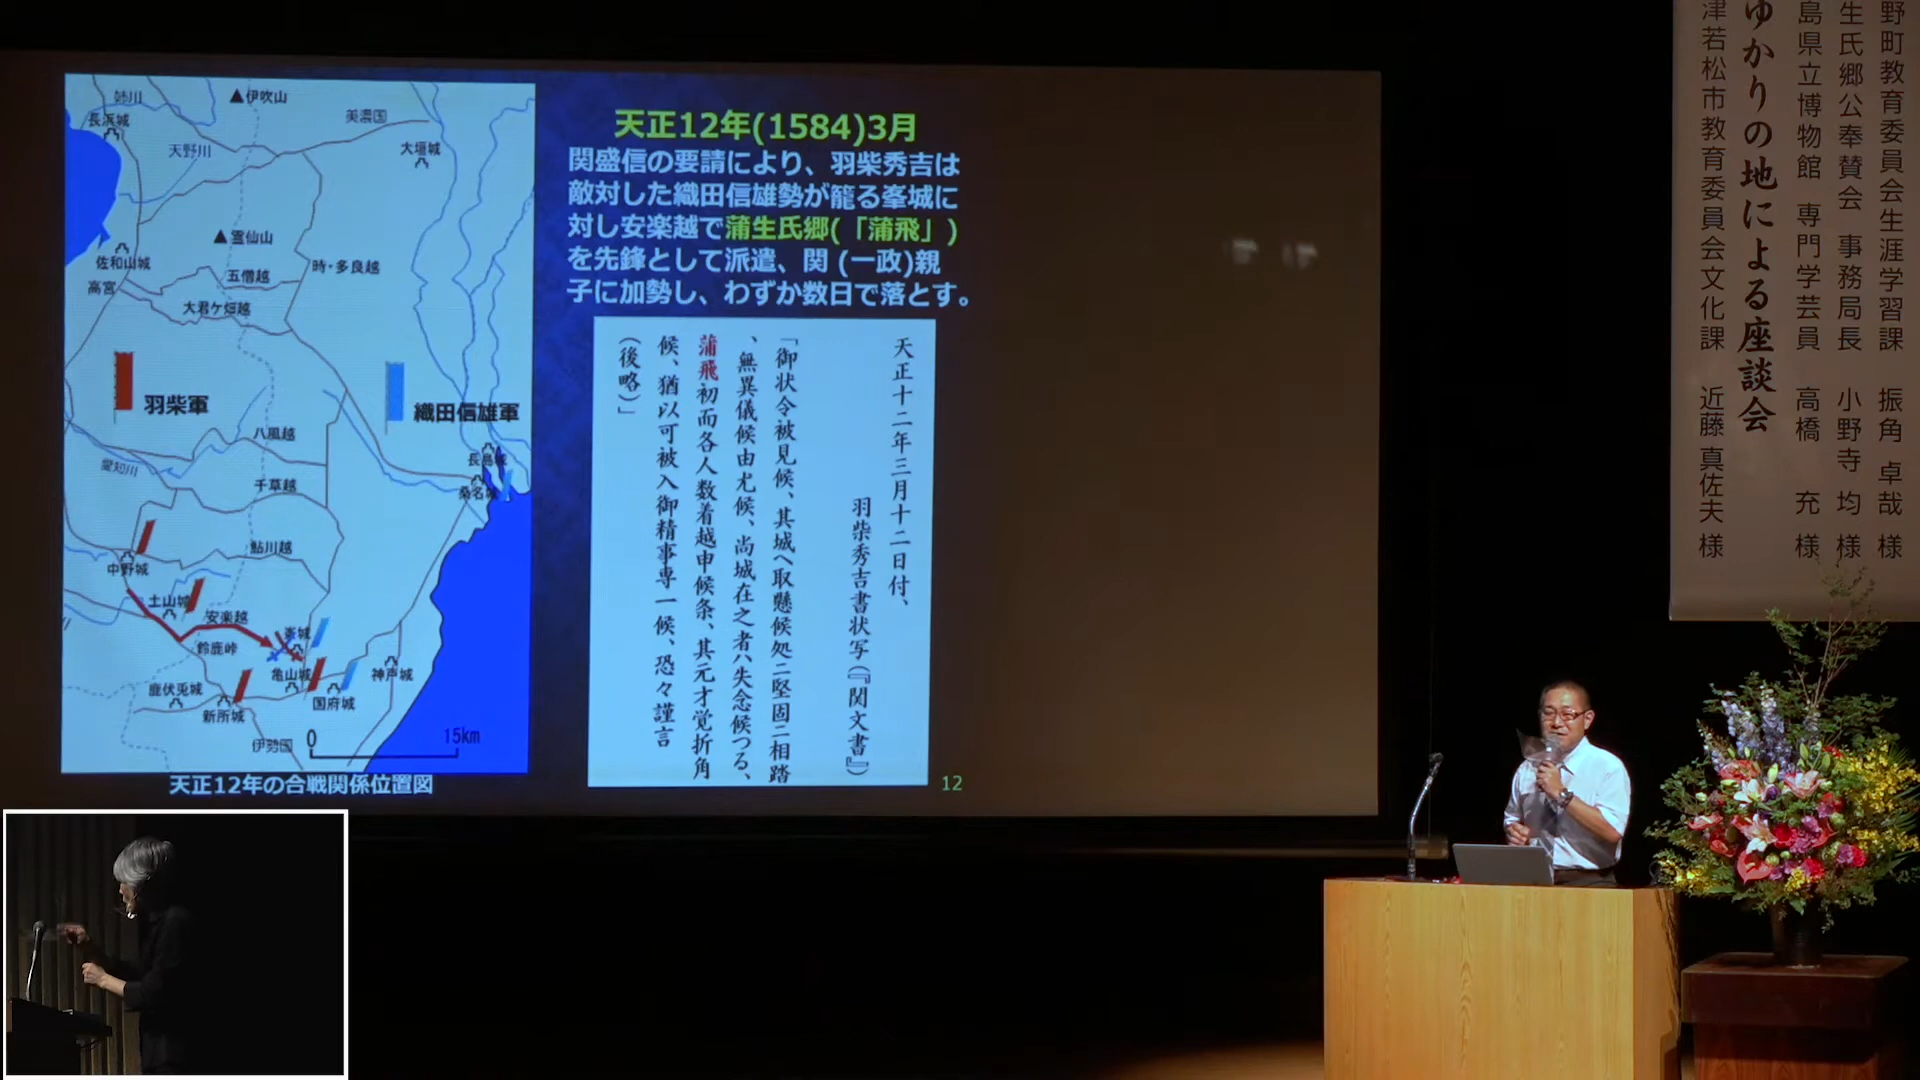 天正12年(1584)3月
関盛信の要請により、羽柴秀吉は
敵対した織田信雄勢が籠る峯城に
対し安楽越で蒲生氏郷(「蒲飛」)
を先鋒として派遣、関 (一政)親
子に加勢し、わずか数日で落とす。
天正十二年三月十二日付、
羽柴秀吉書状写(『関文書』)
「御状令被見候、其城へ取懸候処ニ堅固ニ相踏
、無異儀候由尤候、尚城在之者ハ失念候つる、
蒲飛初而各人数着越申候条、其元才覚折角
候、猶以可被入御精事専一候、恐々謹言
(後略)」
12
姉川
伊吹山
長浜城
美濃国
天野川
大垣城
霊仙山
佐和山城
時・多良越
五僧越
高宮
大君ケ畑越
羽柴軍
織田信雄軍
八風越
長島城
愛知川
千草越
桑名城
鮎川越
中野城
土山城
安楽越
峯城
鈴鹿峠
亀山城
神戸城
鹿伏兎城
国府城
新所城
伊勢国
0
15km
天正12年の合戦関係位置図
野町教育委員会生涯学習課 振角 卓哉 様
生氏郷公奉賛会 事務局長 小野寺 均 様
島県立博物館 専門学芸員 高橋 充 様
ゆかりの地による座談会
津若松市教育委員会文化課 近藤 真佐夫 様